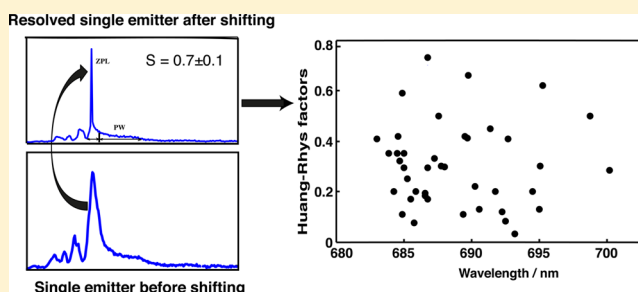 Resolved single emitter after shifting
ZPL
S = 0.7±0.1
PW
Single emitter before shifting
Huang-Rhys factors
0.8
0.6
0.4
0.2
0
680
685
690
695
700
Wavelength / nm